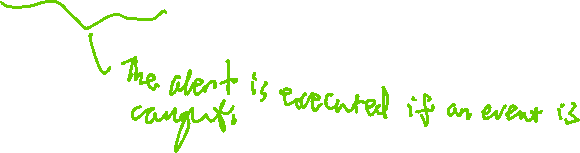 The alert is executed if an event is
caught.